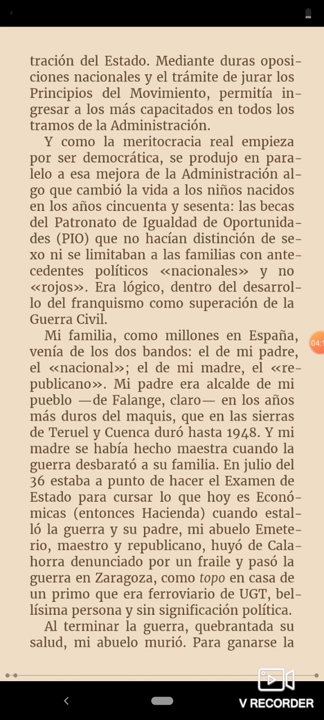 tración del Estado. Mediante duras oposi-
ciones nacionales y el trámite de jurar los
Principios del Movimiento, permitía in-
gresar a los más capacitados en todos los
tramos de la Administración.
Y como la meritocracia real empieza
por ser democrática, se produjo en para-
lelo a esa mejora de la Administración al-
go que cambió la vida a los niños nacidos
en los años cincuenta y sesenta: las becas
del Patronato de Igualdad de Oportunida-
des (PIO) que no hacían distinción de se-
xo ni se limitaban a las familias con ante-
cedentes políticos «nacionales» y no
«rojos». Era lógico, dentro del desarrol-
lo del franquismo como superación de la
Guerra Civil.
Mi familia, como millones en España,
venía de los dos bandos: el de mi padre,
el «nacional»; el de mi madre, el «re-
publicano». Mi padre era alcalde de mi
pueblo —de Falange, claro— en los años
más duros del maquis, que en las sierras
de Teruel y Cuenca duró hasta 1948. Y mi
madre se había hecho maestra cuando la
guerra desbarató a su familia. En julio del
36 estaba a punto de hacer el Examen de
Estado para cursar lo que hoy es Econó-
micas (entonces Hacienda) cuando estal-
ló la guerra y su padre, mi abuelo Emete-
rio, maestro y republicano, huyó de Cala-
horra denunciado por un fraile y pasó la
guerra en Zaragoza, como topo en casa de
un primo que era ferroviario de UGT, bel-
lísima persona y sin significación política.
Al terminar la guerra, quebrantada su
salud, mi abuelo murió. Para ganarse la
V RECORDER